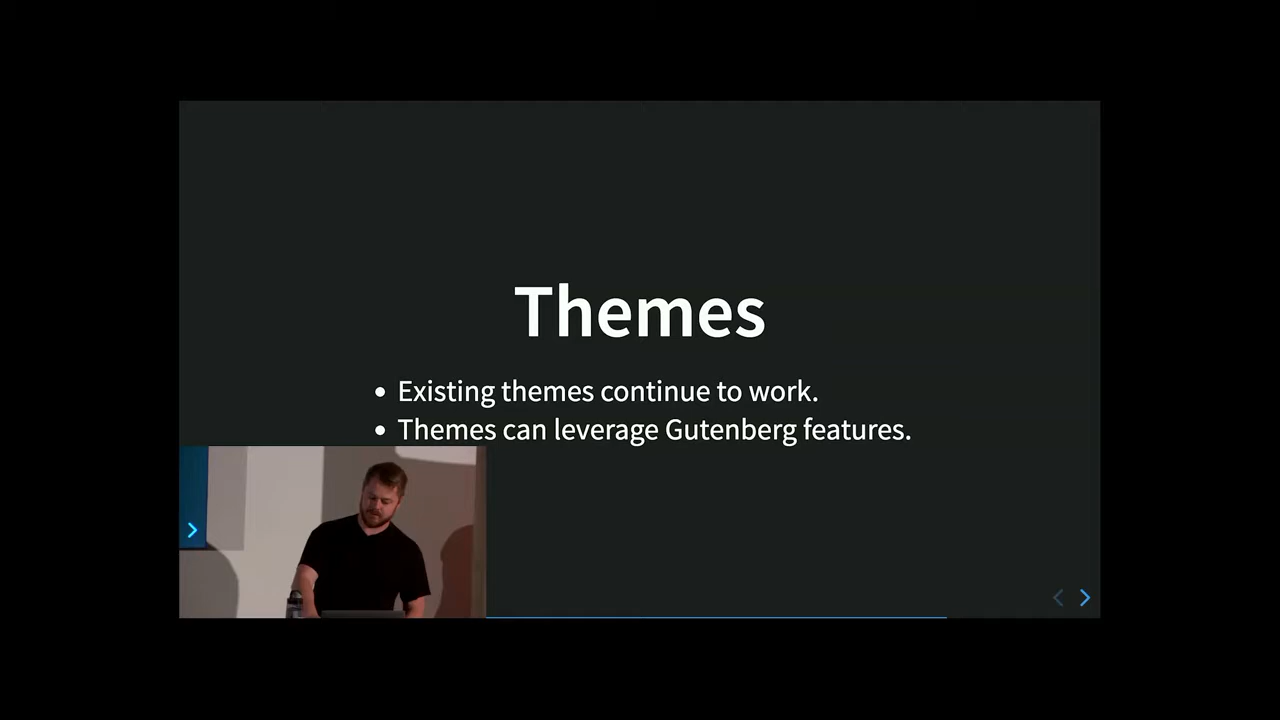 Themes
Existing themes continue to work.
Themes can leverage Gutenberg features.